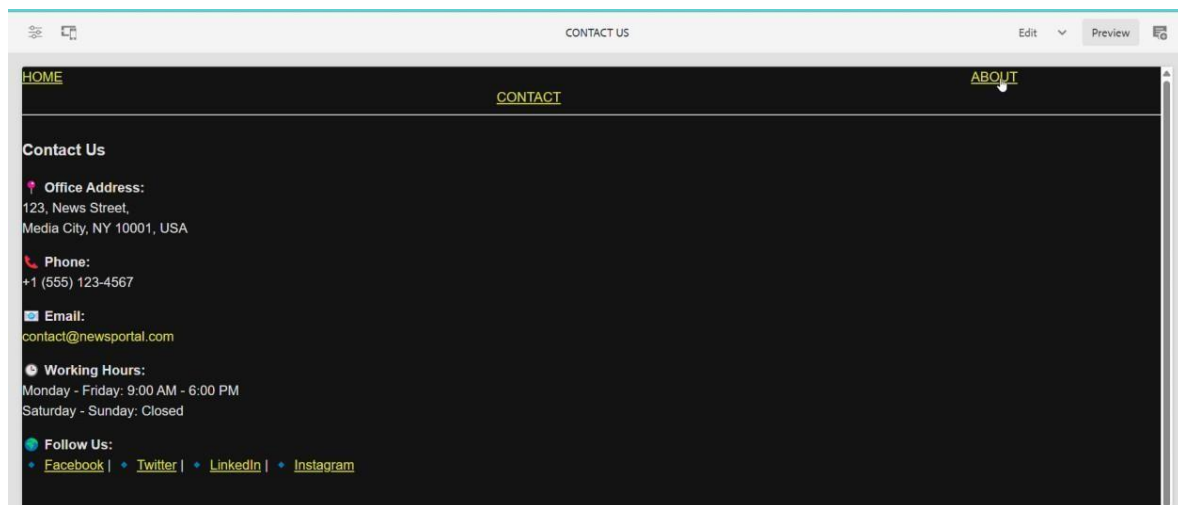 CONTACT US
Edit
Preview
HOME
ABOUT
CONTACT
Contact Us
Office Address:
123, News Street,
Media City, NY 10001, USA
Phone:
+1 (555) 123-4567
Email:
contact@newsportal.com
Working Hours:
Monday - Friday: 9:00 AM - 6:00 PM
Saturday - Sunday: Closed
Follow Us:
Facebook | Twitter | LinkedIn | Instagram